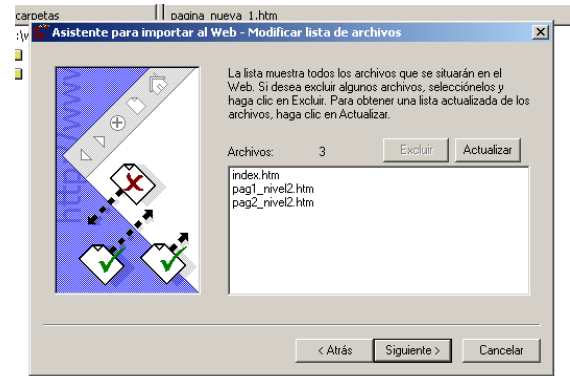 carpetas
pagina_nueva_1.htm
:\v
Asistente para importar al Web - Modificar lista de archivos
http://www
La lista muestra todos los archivos que se situarán en el
Web. Si desea excluir algunos archivos, selecciónelos y
haga clic en Excluir. Para obtener una lista actualizada de los
archivos, haga clic en Actualizar.
Archivos: 3 Excluir Actualizar
index.htm
pag1_nivel2.htm
pag2_nivel2.htm
< Atrás Siguiente > Cancelar